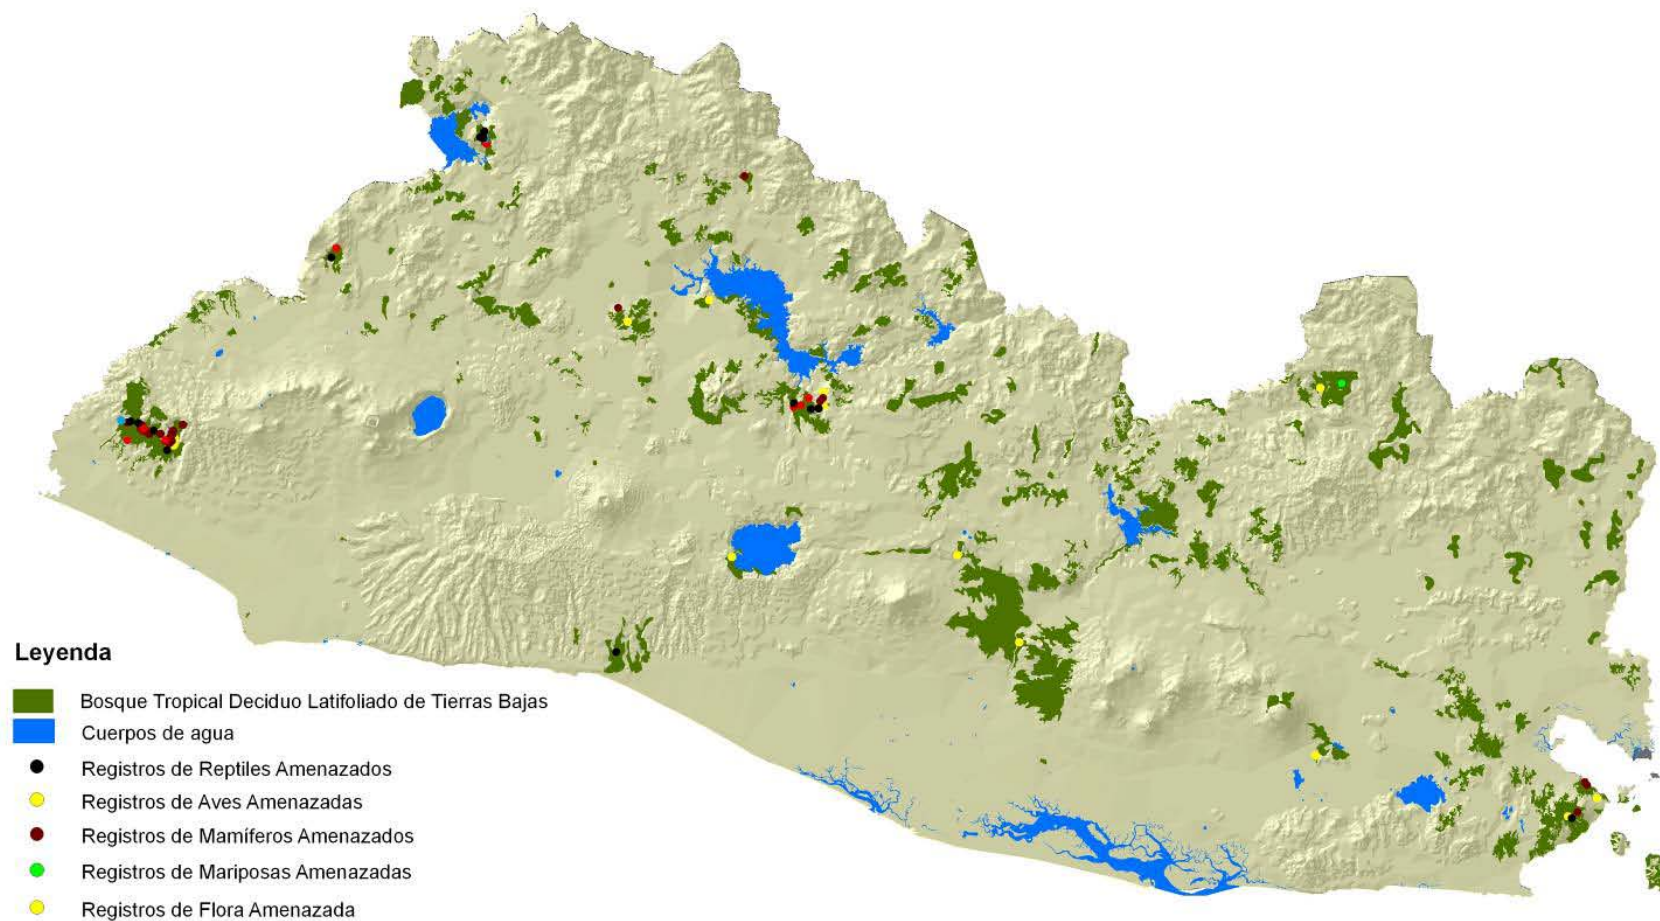 Leyenda
Bosque Tropical Deciduo Latifoliado de Tierras Bajas
Cuerpos de agua
Registros de Reptiles Amenazados
Registros de Aves Amenazadas
Registros de Mamíferos Amenazados
Registros de Mariposas Amenazadas
Registros de Flora Amenazada